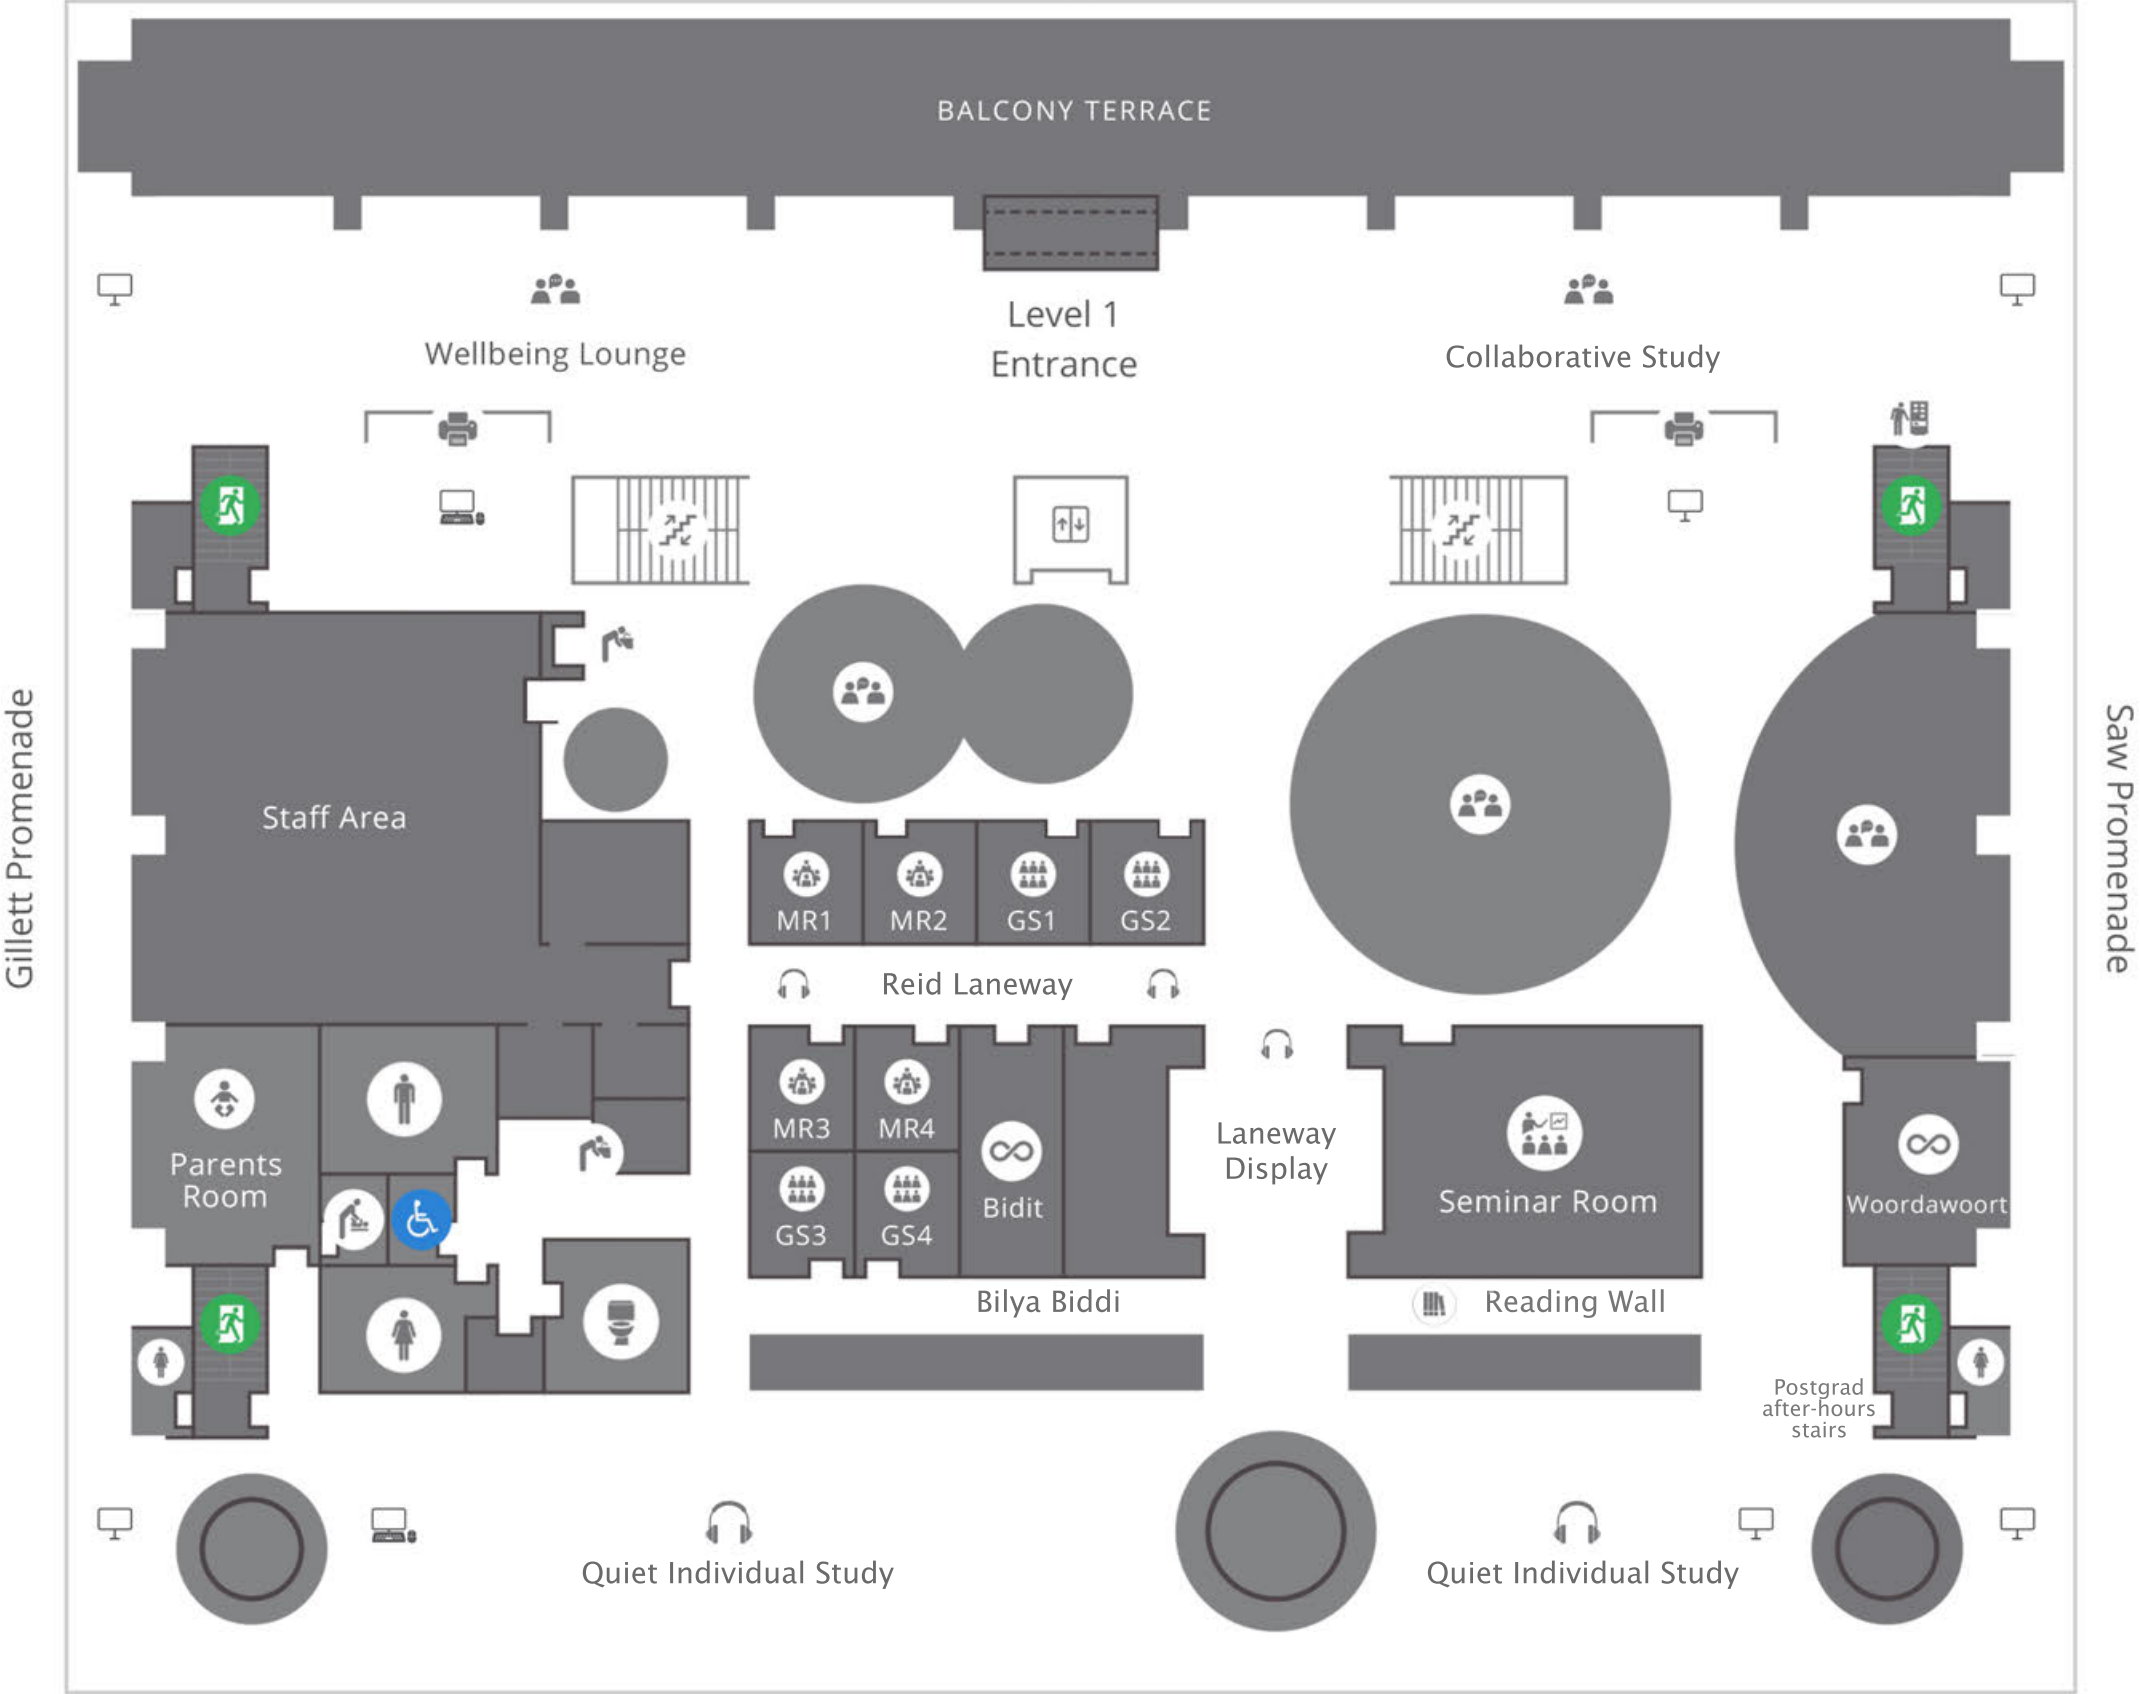 BALCONY TERRACE
Level 1
Entrance
Wellbeing Lounge
Collaborative Study
Gillett Promenade
Saw Promenade
Staff Area
MR1
MR2
GS1
GS2
Reid Laneway
MR3
MR4
GS3
GS4
Bidit
Laneway
Display
Seminar Room
Parents
Room
Woordawoort
Bilya Biddi
Reading Wall
Postgrad
after-hours
stairs
Quiet Individual Study
Quiet Individual Study